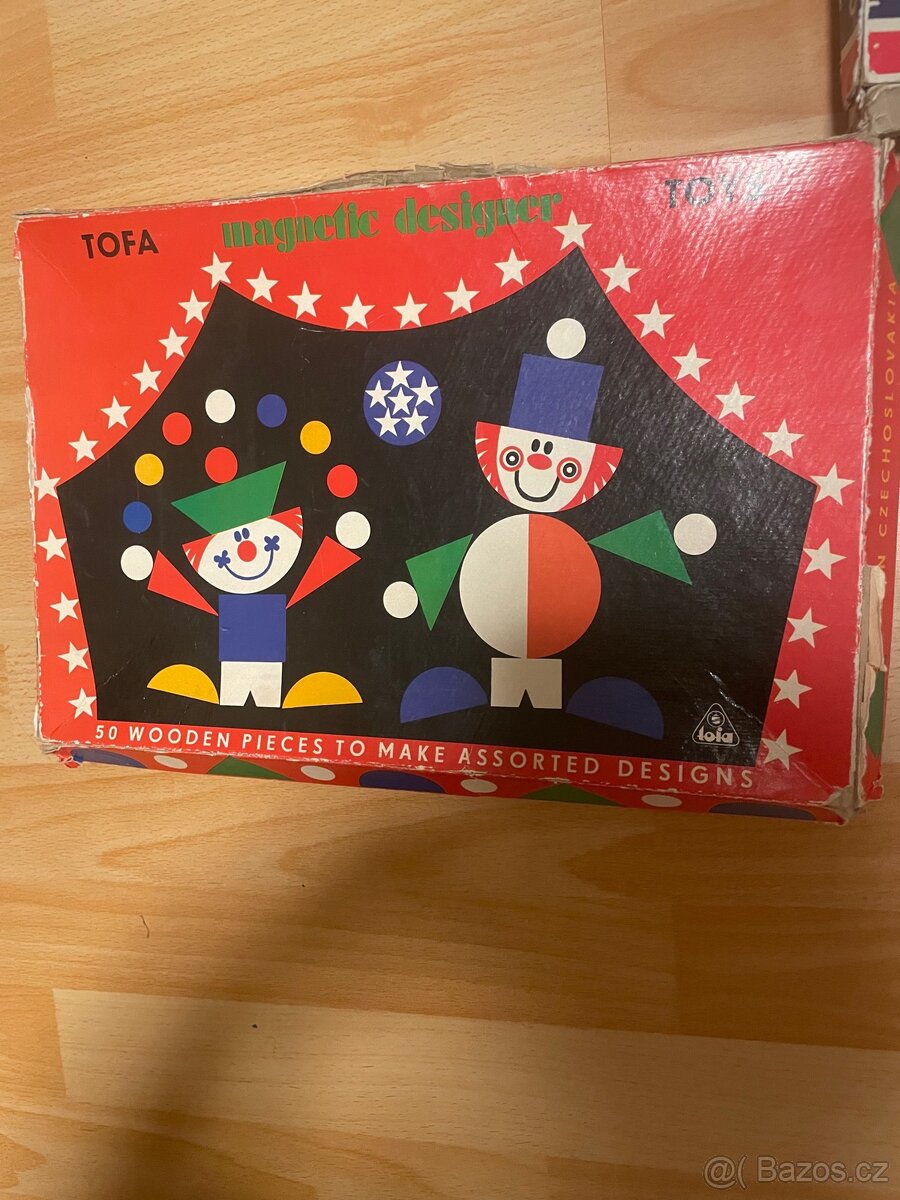 TOFA
magnetic designer
TOYS
50 WOODEN PIECES TO MAKE ASSORTED DESIGNS
tofa
N CZECHOSLOVAKIA
@( Bazos.cz